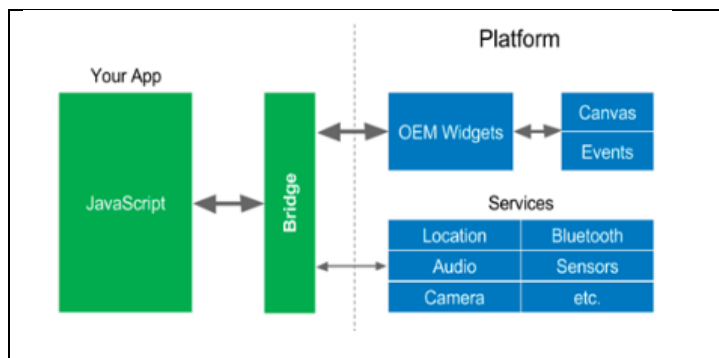 Platform
Your App
JavaScript
Bridge
OEM Widgets
Canvas
Events
Services
Location
Bluetooth
Audio
Sensors
Camera
etc.